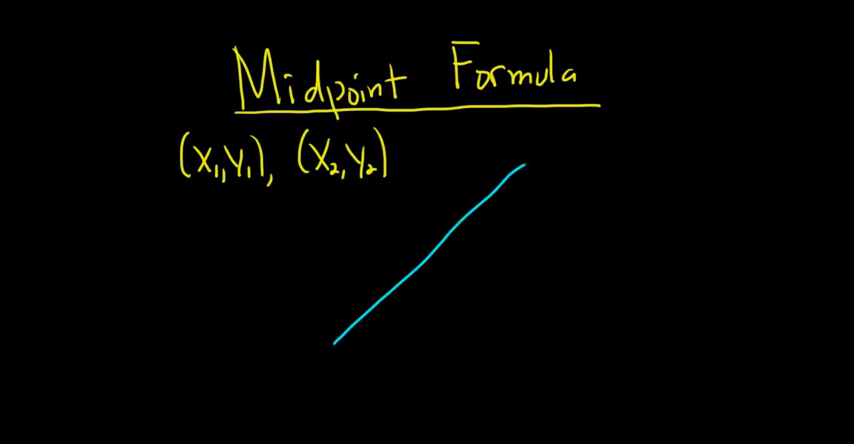 Midpoint Formula
(X₁,Y₁), (X₂,Y₂)